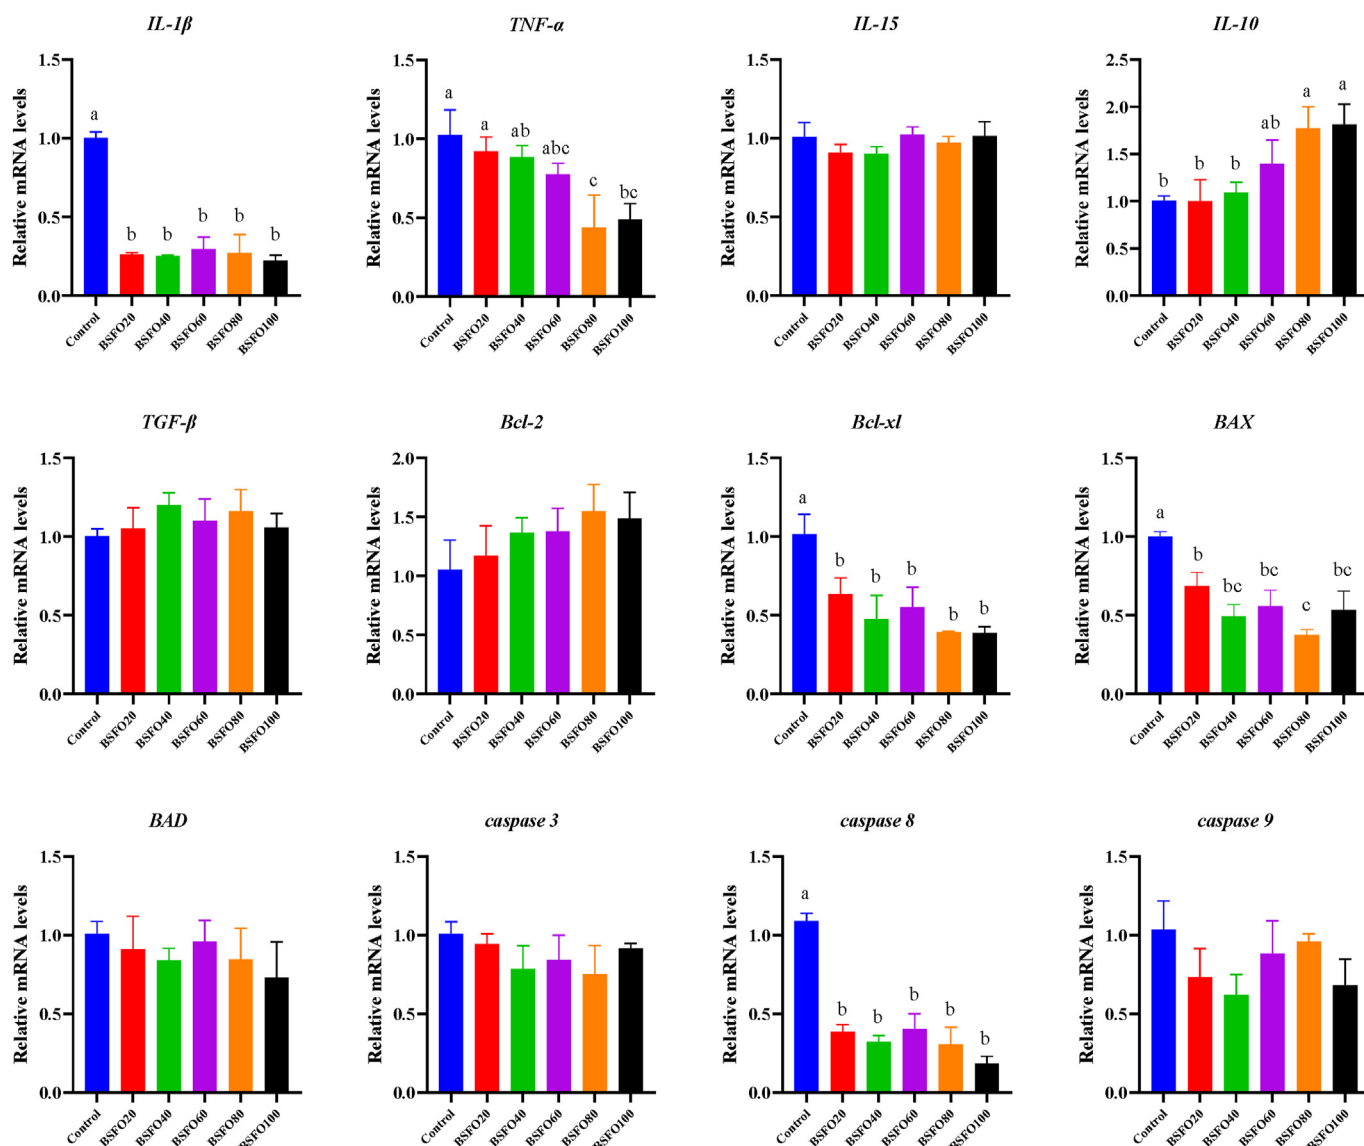 IL-1β
TNF-α
IL-15
IL-10
Relative mRNA levels
1.5
1.0
0.5
0.0
a
b
b
b
b
b
Control
BSFO20
BSFO40
BSFO60
BSFO80
BSFO100
Relative mRNA levels
1.5
1.0
0.5
0.0
a
a
ab
abc
c
bc
Control
BSFO20
BSFO40
BSFO60
BSFO80
BSFO100
Relative mRNA levels
1.5
1.0
0.5
0.0
Control
BSFO20
BSFO40
BSFO60
BSFO80
BSFO100
Relative mRNA levels
2.5
2.0
1.5
1.0
0.5
0.0
b
b
b
ab
a
a
Control
BSFO20
BSFO40
BSFO60
BSFO80
BSFO100
TGF-β
Bcl-2
Bcl-xl
BAX
Relative mRNA levels
1.5
1.0
0.5
0.0
Control
BSFO20
BSFO40
BSFO60
BSFO80
BSFO100
Relative mRNA levels
2.0
1.5
1.0
0.5
0.0
Control
BSFO20
BSFO40
BSFO60
BSFO80
BSFO100
Relative mRNA levels
1.5
1.0
0.5
0.0
a
b
b
b
b
b
Control
BSFO20
BSFO40
BSFO60
BSFO80
BSFO100
Relative mRNA levels
1.5
1.0
0.5
0.0
a
b
bc
bc
c
bc
Control
BSFO20
BSFO40
BSFO60
BSFO80
BSFO100
BAD
caspase 3
caspase 8
caspase 9
Relative mRNA levels
1.5
1.0
0.5
0.0
Control
BSFO20
BSFO40
BSFO60
BSFO80
BSFO100
Relative mRNA levels
1.5
1.0
0.5
0.0
Control
BSFO20
BSFO40
BSFO60
BSFO80
BSFO100
Relative mRNA levels
1.5
1.0
0.5
0.0
a
b
b
b
b
b
Control
BSFO20
BSFO40
BSFO60
BSFO80
BSFO100
Relative mRNA levels
1.5
1.0
0.5
0.0
Control
BSFO20
BSFO40
BSFO60
BSFO80
BSFO100